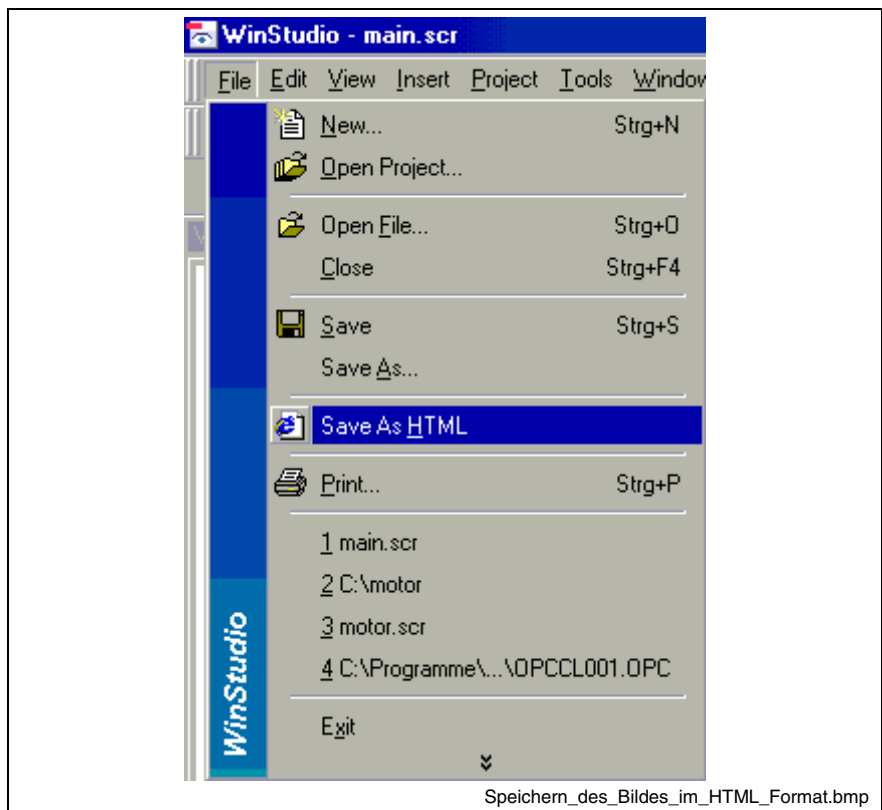 WinStudio - main.scr
File Edit View Insert Project Tools Window
New... Strg+N
Open Project...
Open File... Strg+O
Close Strg+F4
Save Strg+S
Save As...
Save As HTML
Print... Strg+P
1 main.scr
2 C:\motor
3 motor.scr
4 C:\Programme\...\OPCCL001.OPC
Exit
WinStudio
Speichern_des_Bildes_im_HTML_Format.bmp